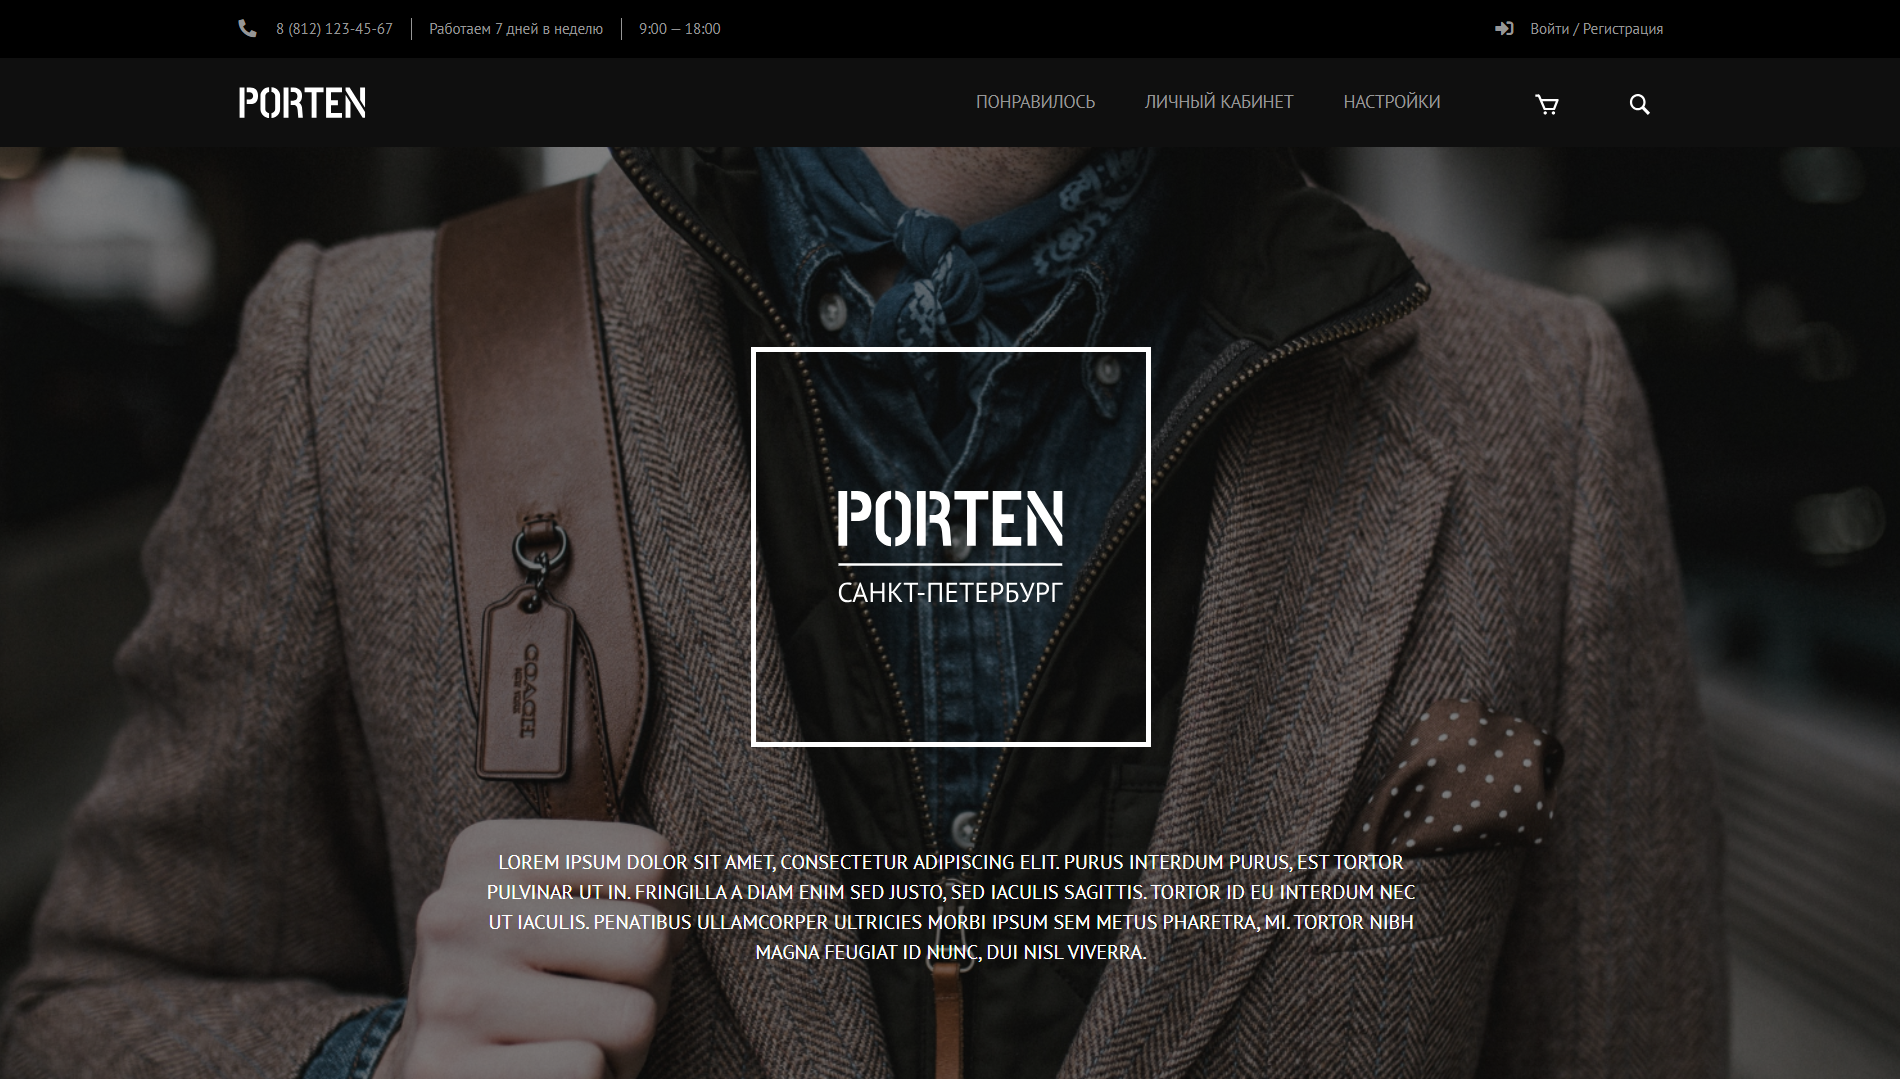 8 (812) 123-45-67
Работаем 7 дней в неделю
9:00 — 18:00
Войти / Регистрация
PORTEN
ПОНРАВИЛОСЬ
ЛИЧНЫЙ КАБИНЕТ
НАСТРОЙКИ
PORTEN
САНКТ-ПЕТЕРБУРГ
COACH
LOREM IPSUM DOLOR SIT AMET, CONSECTETUR ADIPISCING ELIT. PURUS INTERDUM PURUS, EST TORTOR
PULVINAR UT IN. FRINGILLA A DIAM ENIM SED JUSTO, SED IACULIS SAGITTIS. TORTOR ID EU INTERDUM NEC
UT IACULIS. PENATIBUS ULLAMCORPER ULTRICIES MORBI IPSUM SEM METUS PHARETRA, MI. TORTOR NIBH
MAGNA FEUGIAT ID NUNC, DUI NISL VIVERRA.